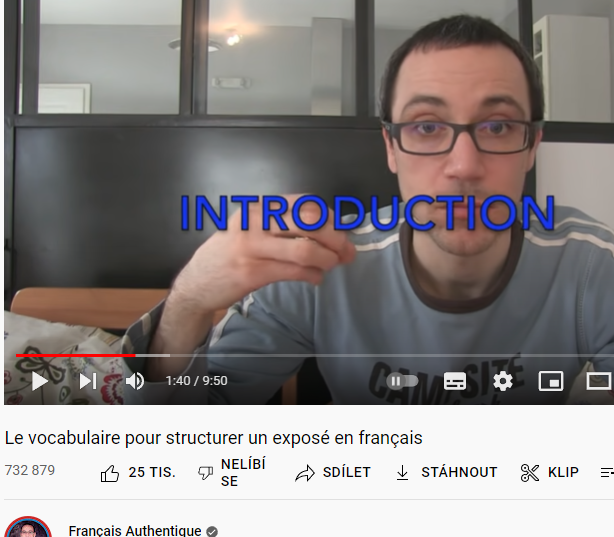 INTRODUCTION
CAMPSITE
1:40 / 9:50
Le vocabulaire pour structurer un exposé en français
732 879
25 TIS.
NELÍBÍ
SE
SDÍLET
STÁHNOUT
KLIP
Français Authentique